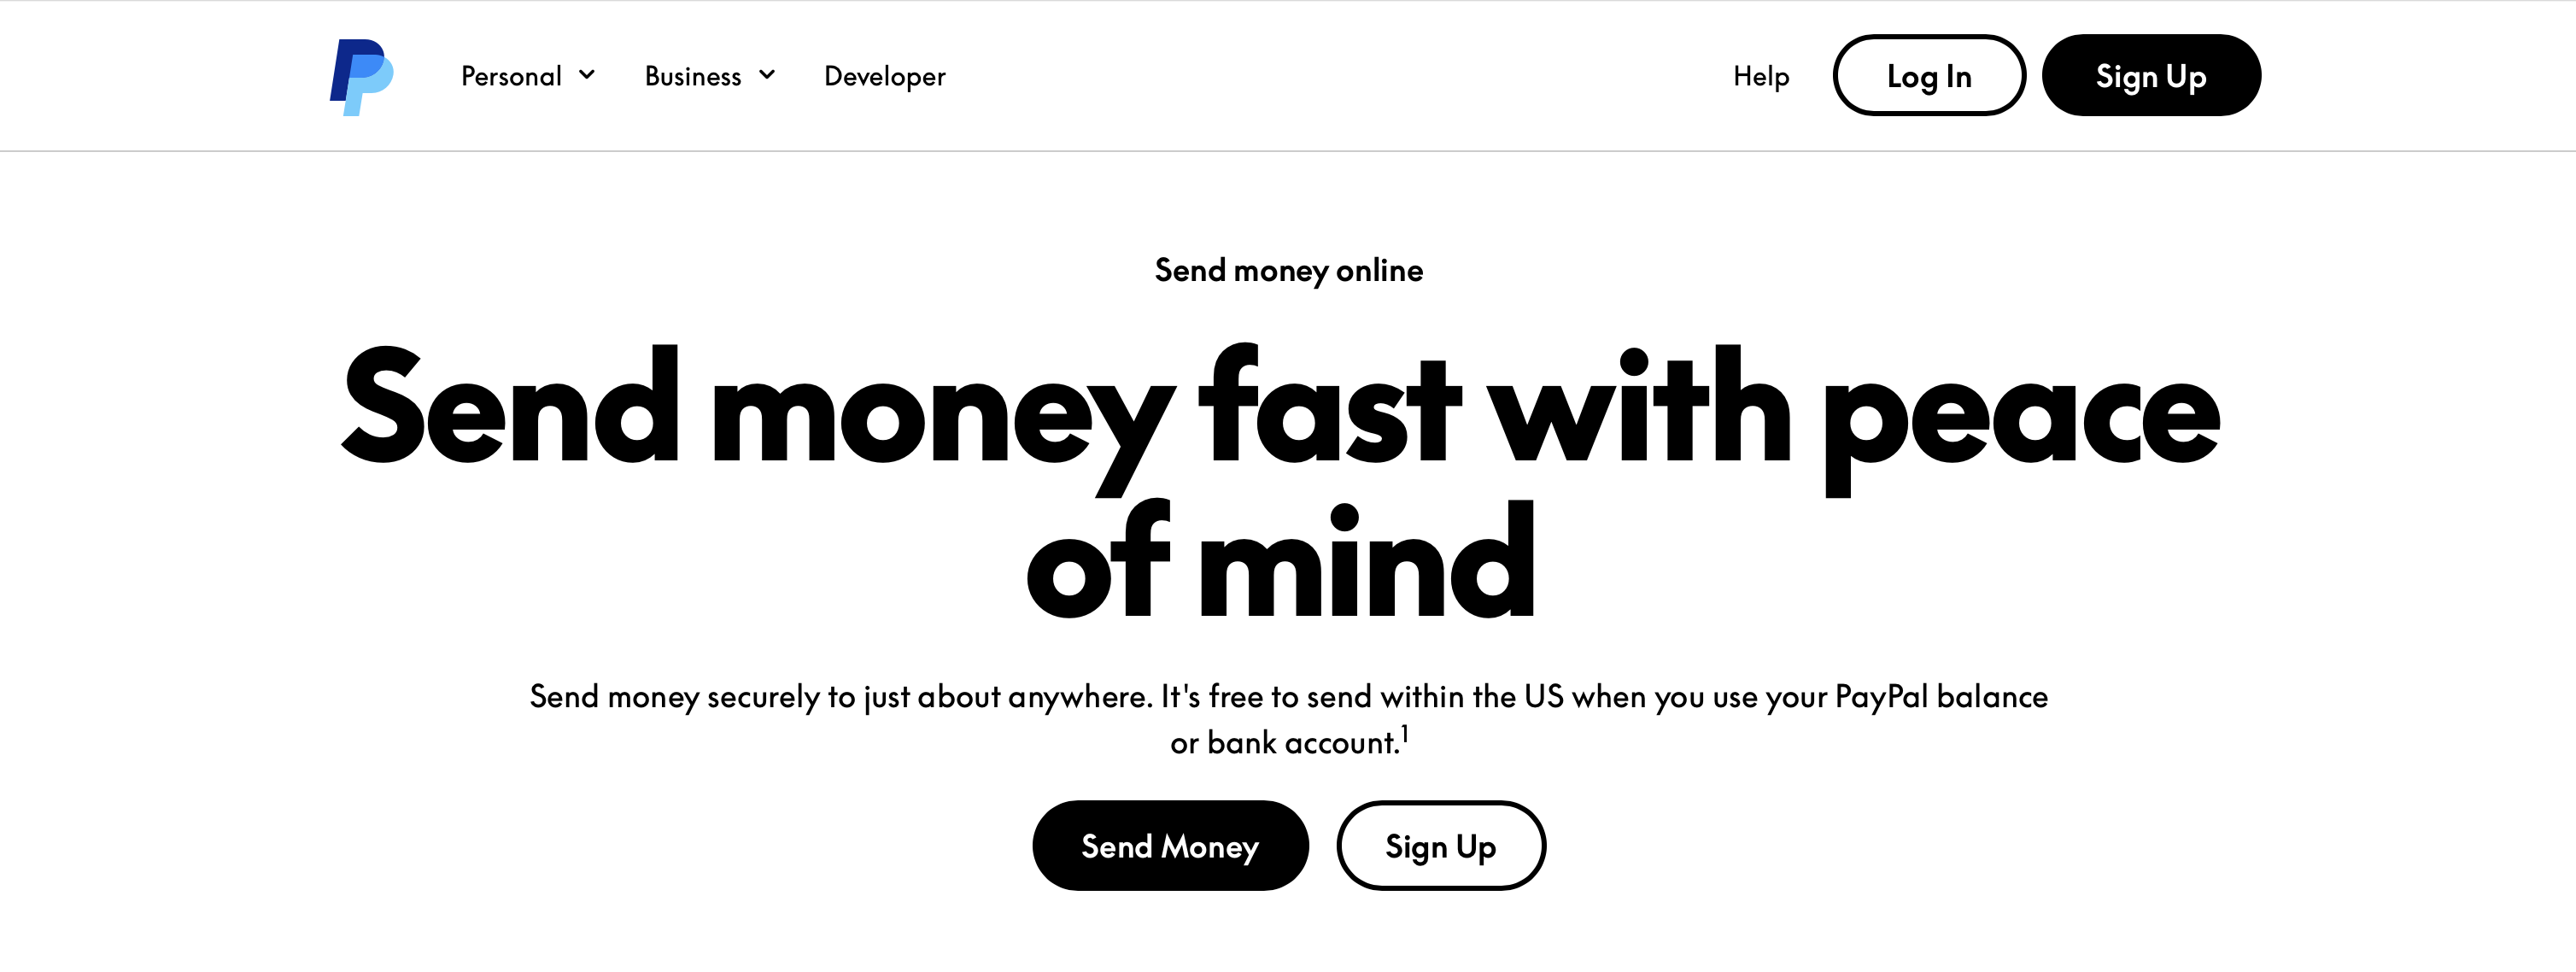 Personal Business Developer Help Log In Sign Up
Send money online
Send money fast with peace
of mind
Send money securely to just about anywhere. It's free to send within the US when you use your PayPal balance
or bank account.¹
Send Money Sign Up